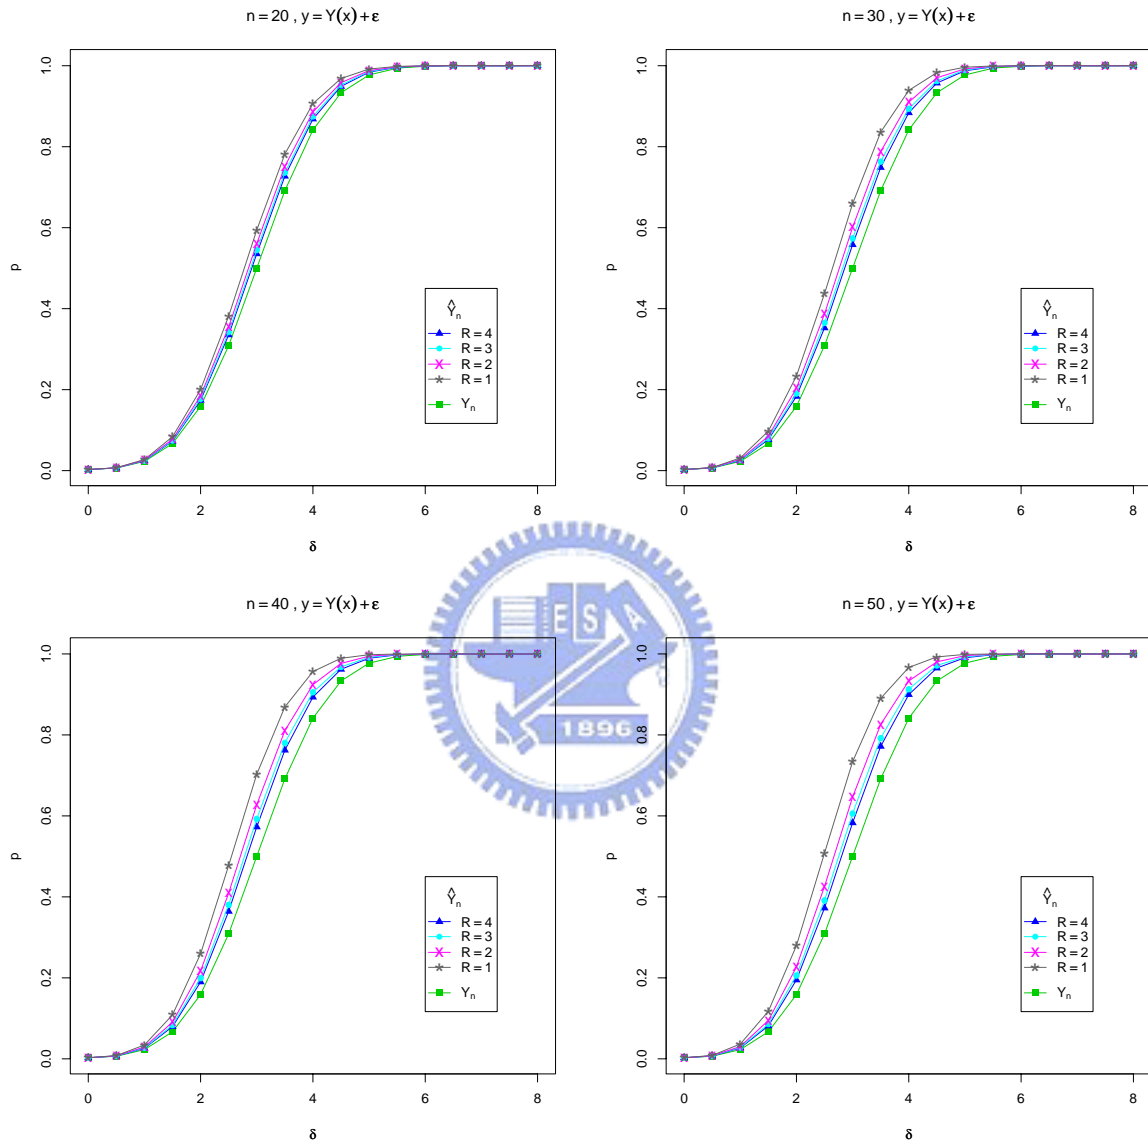 n = 20 , y = Y(x) + ε
p
1.0
0.8
0.6
0.4
0.2
0.0
Ŷn
R = 4
R = 3
R = 2
R = 1
Yn
0 2 4 6 8
δ
n = 30 , y = Y(x) + ε
p
1.0
0.8
0.6
0.4
0.2
0.0
Ŷn
R = 4
R = 3
R = 2
R = 1
Yn
0 2 4 6 8
δ
n = 40 , y = Y(x) + ε
p
1.0
0.8
0.6
0.4
0.2
0.0
Ŷn
R = 4
R = 3
R = 2
R = 1
Yn
0 2 4 6 8
δ
E S A
1896
n = 50 , y = Y(x) + ε
p
1.0
0.8
0.6
0.4
0.2
0.0
Ŷn
R = 4
R = 3
R = 2
R = 1
Yn
0 2 4 6 8
δ